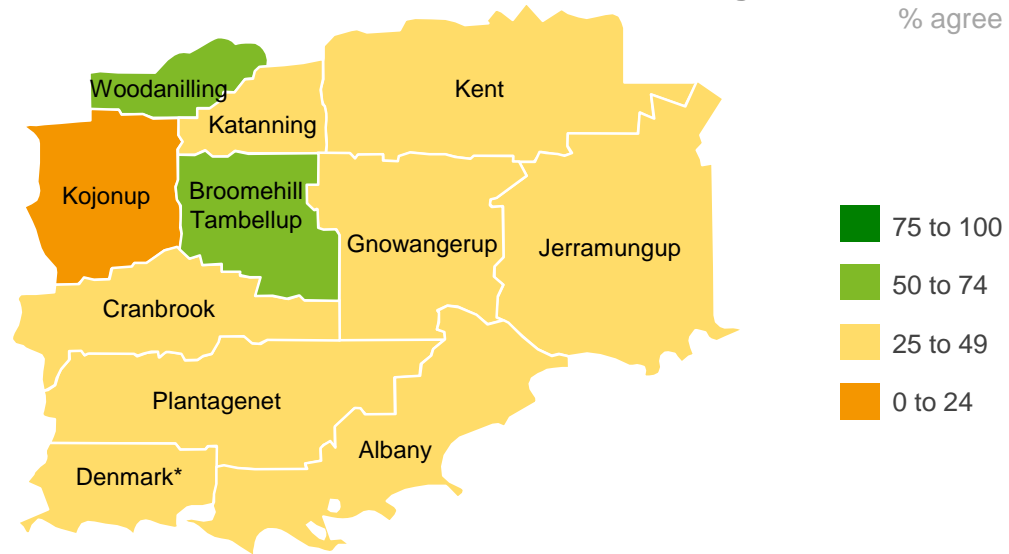 % agree
Woodanilling
Kent
Katanning
Kojonup
Broomehill
Tambellup
Gnowangerup
Jerramungup
Cranbrook
Plantagenet
Albany
Denmark*
75 to 100
50 to 74
25 to 49
0 to 24